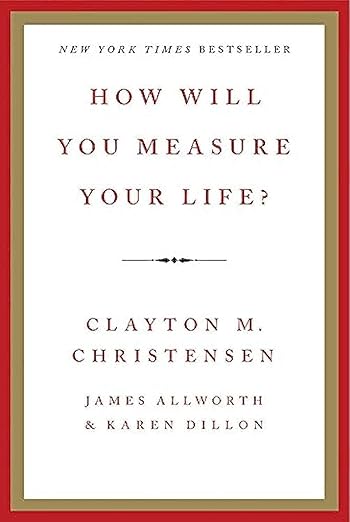 NEW YORK TIMES BESTSELLER
HOW WILL
YOU MEASURE
YOUR LIFE?
CLAYTON M.
CHRISTENSEN
JAMES ALLWORTH
& KAREN DILLON